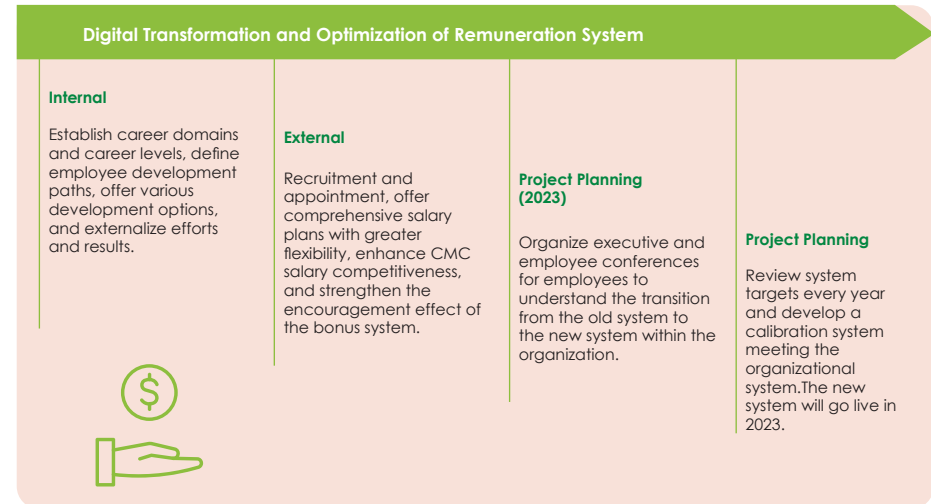 Digital Transformation and Optimization of Remuneration System
Internal
Establish career domains
and career levels, define
employee development
paths, offer various
development options,
and externalize efforts
and results.
External
Recruitment and
appointment, offer
comprehensive salary
plans with greater
flexibility, enhance CMC
salary competitiveness,
and strengthen the
encouragement effect of
the bonus system.
Project Planning
(2023)
Organize executive and
employee conferences
for employees to
understand the transition
from the old system to
the new system within the
organization.
Project Planning
Review system
targets every year
and develop a
calibration system
meeting the
organizational
system.The new
system will go live in
2023.
$